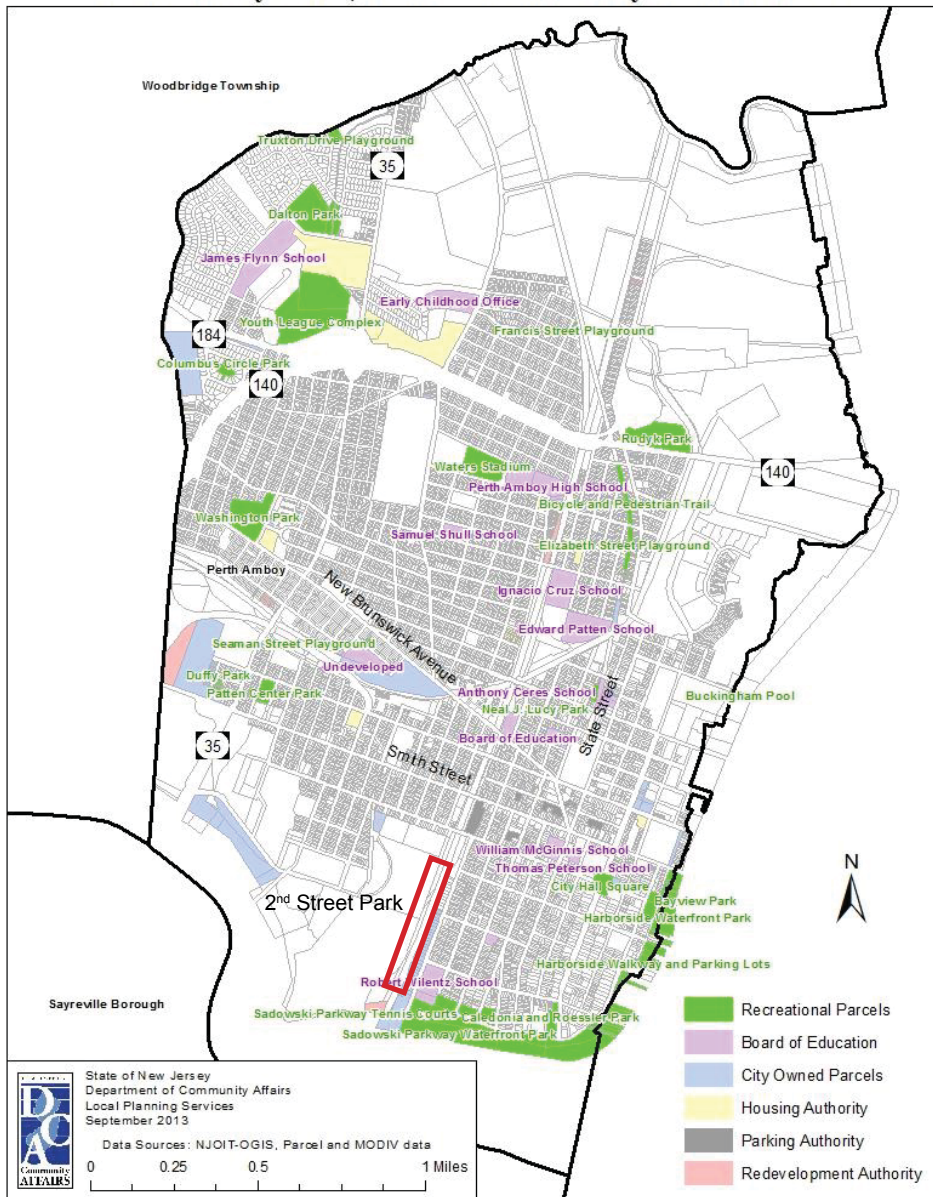 Woodbridge Township
Truxton Drive Playground
35
Dalton Park
James Flynn School
Early Childhood Office
Youth League Complex
Francis Street Playground
184
Columbus Circle Park
140
Rudyk Park
Waters Stadium
140
Perth Amboy High School
Bicycle and Pedestrian Trail
Washington Park
Samuel Shull School
Elizabeth Street Playground
Perth Amboy
New Brunswick Avenue
Ignacio Cruz School
Edward Patten School
Seaman Street Playground
Undeveloped
Duffy Park
Patten Center Park
Anthony Ceres School
Buckingham Pool
Neal J. Lucy Park
State Street
Board of Education
35
Smith Street
William McGinnis School
Thomas Peterson School
City Hall Square
N
2nd Street Park
Bayview Park
Harborside Waterfront Park
Harborside Walkway and Parking Lots
Robert Wilentz School
Sayreville Borough
Sadowski Parkway Tennis Courts
Caledonia and Roessler Park
Sadowski Parkway Waterfront Park
Recreational Parcels
Board of Education
City Owned Parcels
Housing Authority
Parking Authority
Redevelopment Authority
DCA
Community
AFFAIRS
State of New Jersey
Department of Community Affairs
Local Planning Services
September 2013
Data Sources: NJOIT-OGIS, Parcel and MODIV data
0 0.25 0.5 1 Miles